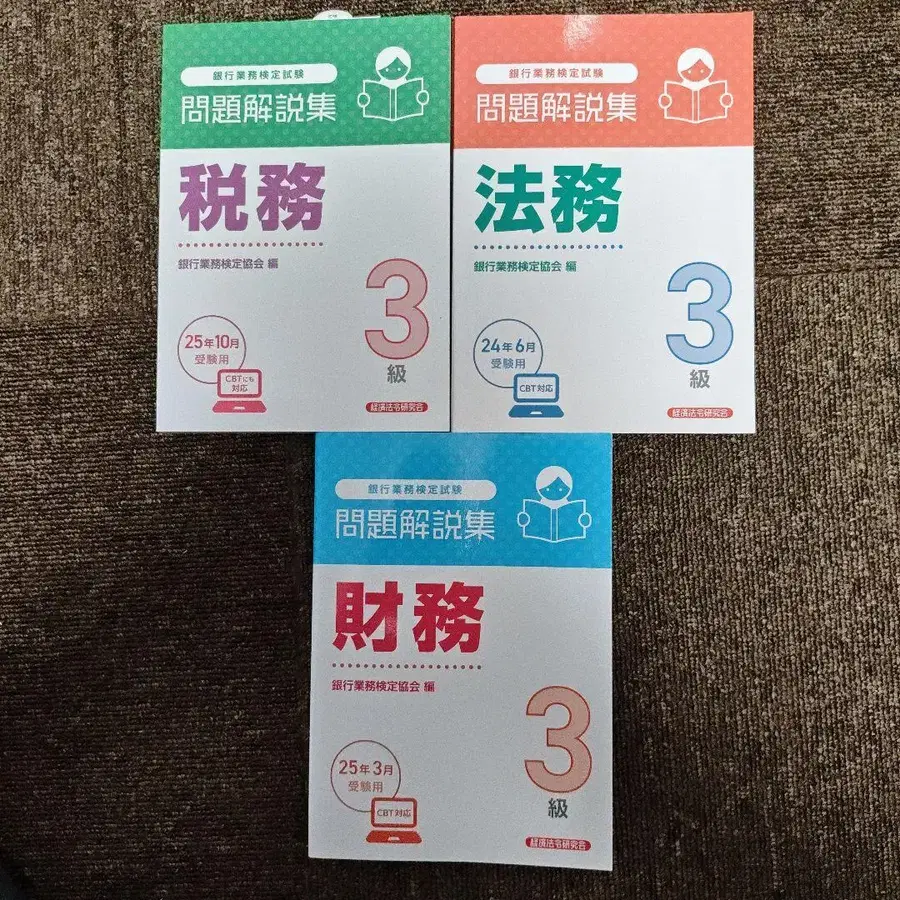 銀行業務検定試験
問題解説集
税務
銀行業務検定協会 編
3
級
25年10月
受験用
CBTにも
対応
経済法令研究会
銀行業務検定試験
問題解説集
法務
銀行業務検定協会 編
3
級
24年6月
受験用
CBT対応
経済法令研究会
銀行業務検定試験
問題解説集
財務
銀行業務検定協会 編
3
級
25年3月
受験用
CBT対応
経済法令研究会